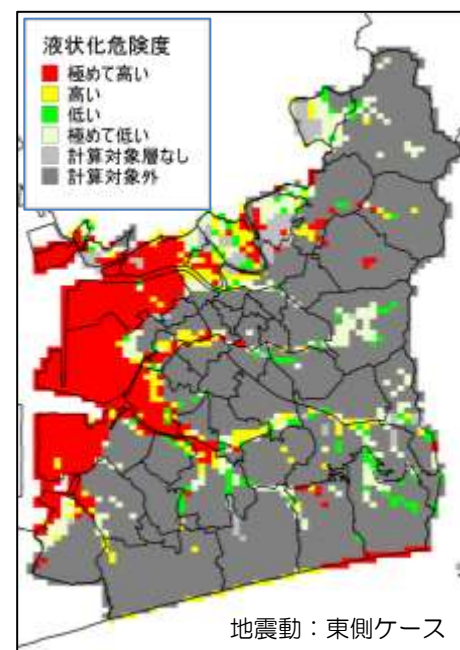 液状化危険度
極めて高い
高い
低い
極めて低い
計算対象層なし
計算対象外
地震動：東側ケース